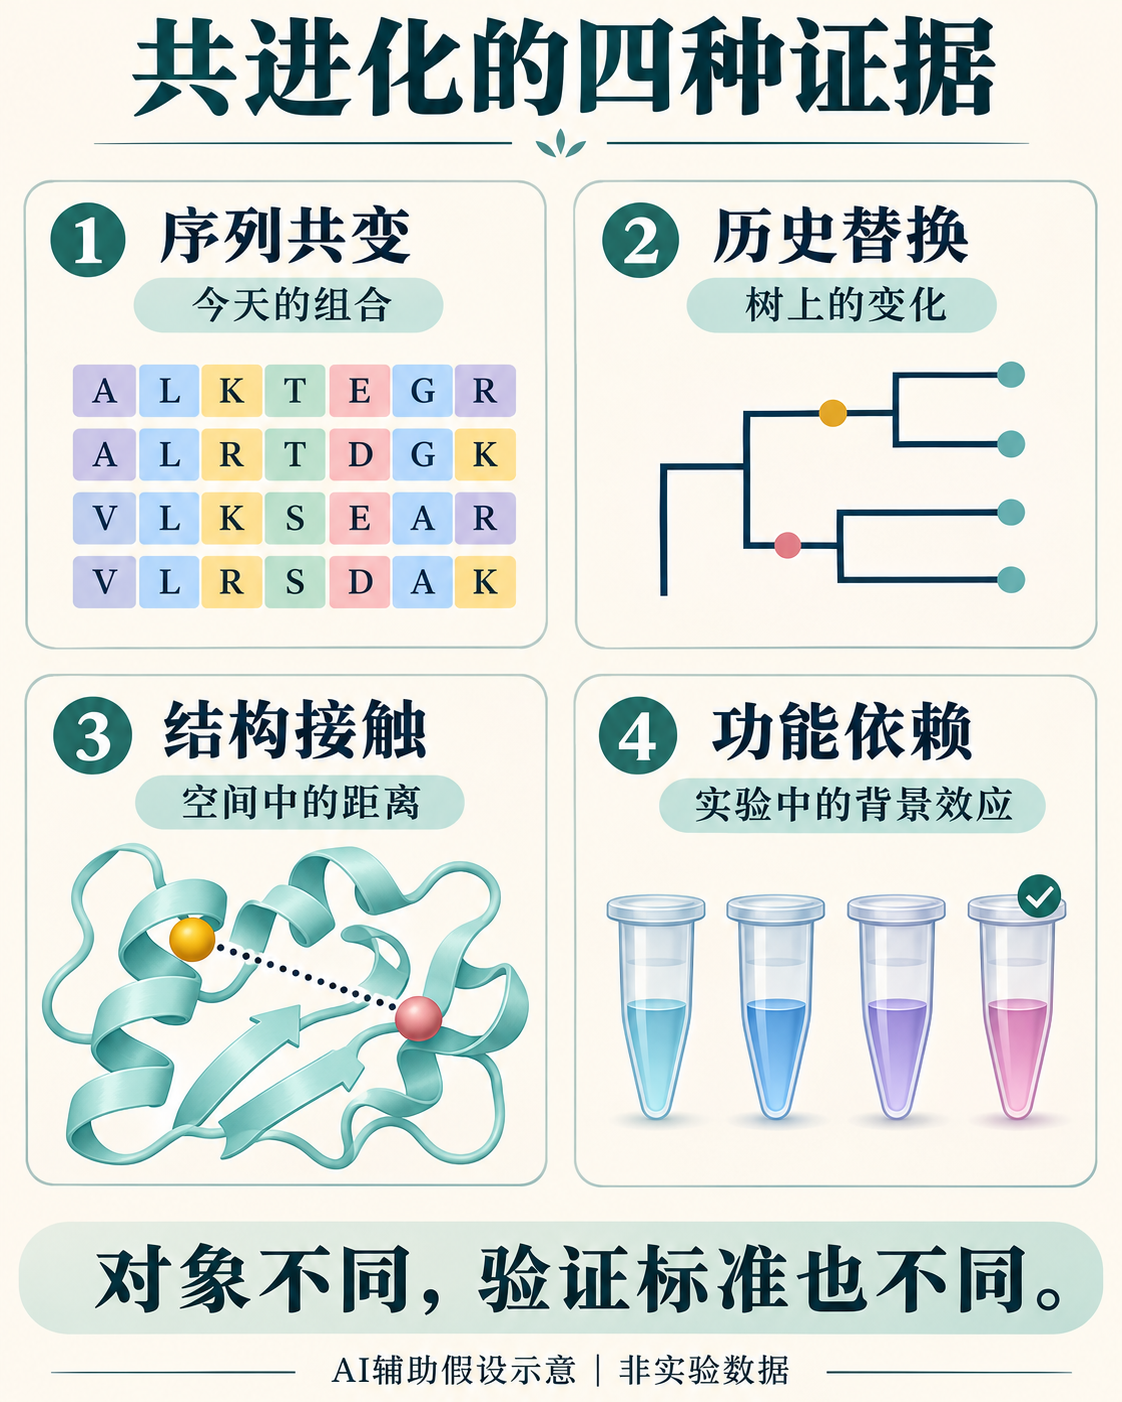 共进化的四种证据
1 序列共变
今天的组合
A L K T E G R
A L R T D G K
V L K S E A R
V L R S D A K
2 历史替换
树上的变化
3 结构接触
空间中的距离
4 功能依赖
实验中的背景效应
对象不同，验证标准也不同。
AI辅助假设示意｜非实验数据